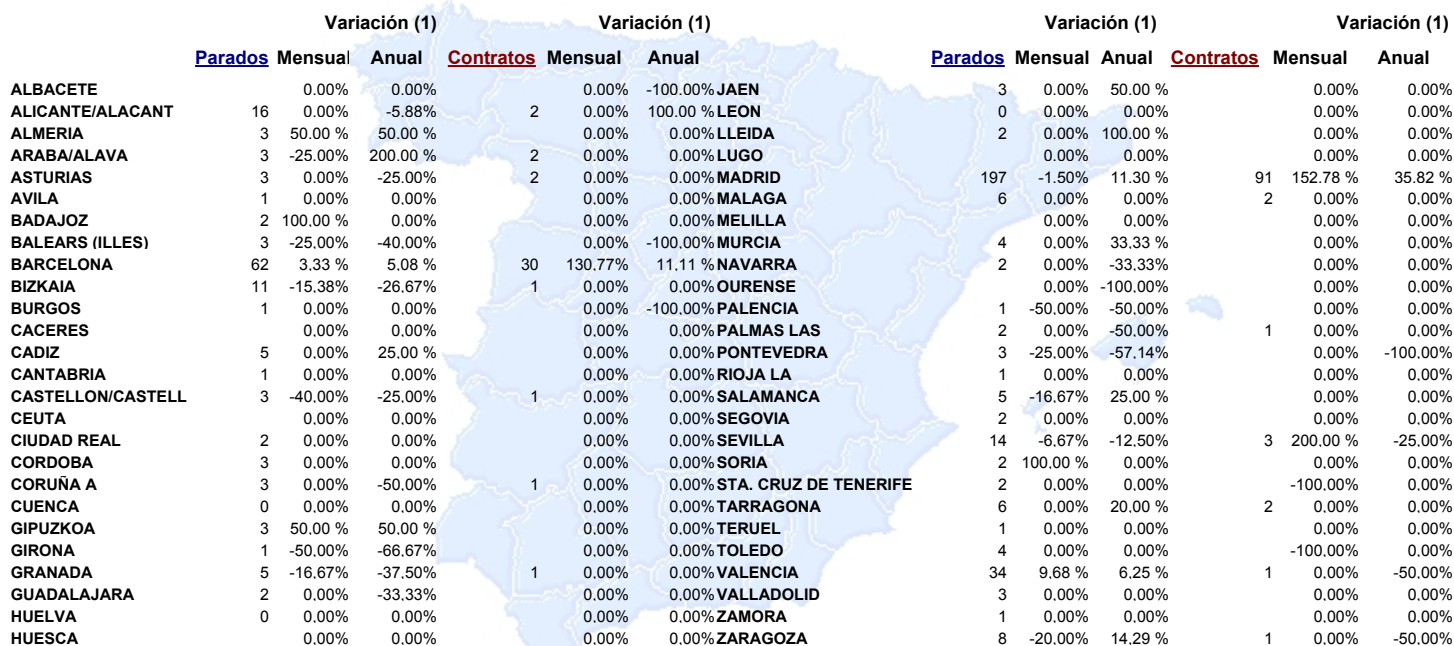 Variación (1) Variación (1) Variación (1) Variación (1)
Parados Mensual Anual Contratos Mensual Anual Parados Mensual Anual Contratos Mensual Anual
ALBACETE 0.00% 0.00% 0.00% -100.00% JAEN 3 0.00% 50.00 % 0.00% 0.00%
ALICANTE/ALACANT 16 0.00% -5.88% 2 0.00% 100.00 % LEON 0 0.00% 0.00% 0.00% 0.00%
ALMERIA 3 50.00 % 50.00 % 0.00% 0.00% LLEIDA 2 0.00% 100.00 % 0.00% 0.00%
ARABA/ALAVA 3 -25.00% 200.00 % 2 0.00% 0.00% LUGO 0.00% 0.00% 0.00% 0.00%
ASTURIAS 3 0.00% -25.00% 2 0.00% 0.00% MADRID 197 -1.50% 11.30 % 91 152.78 % 35.82 %
AVILA 1 0.00% 0.00% 0.00% 0.00% MALAGA 6 0.00% 0.00% 2 0.00% 0.00%
BADAJOZ 2 100.00 % 0.00% 0.00% 0.00% MELILLA 0.00% 0.00% 0.00% 0.00%
BALEARS (ILLES) 3 -25.00% -40.00% 0.00% -100.00% MURCIA 4 0.00% 33.33 % 0.00% 0.00%
BARCELONA 62 3.33 % 5.08 % 30 130.77% 11.11 % NAVARRA 2 0.00% -33.33% 0.00% 0.00%
BIZKAIA 11 -15.38% -26.67% 1 0.00% 0.00% OURENSE 0.00% -100.00% 0.00% 0.00%
BURGOS 1 0.00% 0.00% 0.00% -100.00% PALENCIA 1 -50.00% -50.00% 0.00% 0.00%
CACERES 0.00% 0.00% 0.00% 0.00% PALMAS LAS 2 0.00% -50.00% 1 0.00% 0.00%
CADIZ 5 0.00% 25.00 % 0.00% 0.00% PONTEVEDRA 3 -25.00% -57.14% 0.00% -100.00%
CANTABRIA 1 0.00% 0.00% 0.00% 0.00% RIOJA LA 1 0.00% 0.00% 0.00% 0.00%
CASTELLON/CASTELL 3 -40.00% -25.00% 1 0.00% 0.00% SALAMANCA 5 -16.67% 25.00 % 0.00% 0.00%
CEUTA 0.00% 0.00% 0.00% 0.00% SEGOVIA 2 0.00% 0.00% 0.00% 0.00%
CIUDAD REAL 2 0.00% 0.00% 0.00% 0.00% SEVILLA 14 -6.67% -12.50% 3 200.00 % -25.00%
CORDOBA 3 0.00% 0.00% 0.00% 0.00% SORIA 2 100.00 % 0.00% 0.00% 0.00%
CORUÑA A 3 0.00% -50.00% 1 0.00% 0.00% STA. CRUZ DE TENERIFE 2 0.00% 0.00% -100.00% 0.00%
CUENCA 0 0.00% 0.00% 0.00% 0.00% TARRAGONA 6 0.00% 20.00 % 2 0.00% 0.00%
GIPUZKOA 3 50.00 % 50.00 % 0.00% 0.00% TERUEL 1 0.00% 0.00% 0.00% 0.00%
GIRONA 1 -50.00% -66.67% 0.00% 0.00% TOLEDO 4 0.00% 0.00% -100.00% 0.00%
GRANADA 5 -16.67% -37.50% 1 0.00% 0.00% VALENCIA 34 9.68 % 6.25 % 1 0.00% -50.00%
GUADALAJARA 2 0.00% -33.33% 0.00% 0.00% VALLADOLID 3 0.00% 0.00% 0.00% 0.00%
HUELVA 0 0.00% 0.00% 0.00% 0.00% ZAMORA 1 0.00% 0.00% 0.00% 0.00%
HUESCA 0.00% 0.00% 0.00% 0.00% ZARAGOZA 8 -20.00% 14.29 % 1 0.00% -50.00%